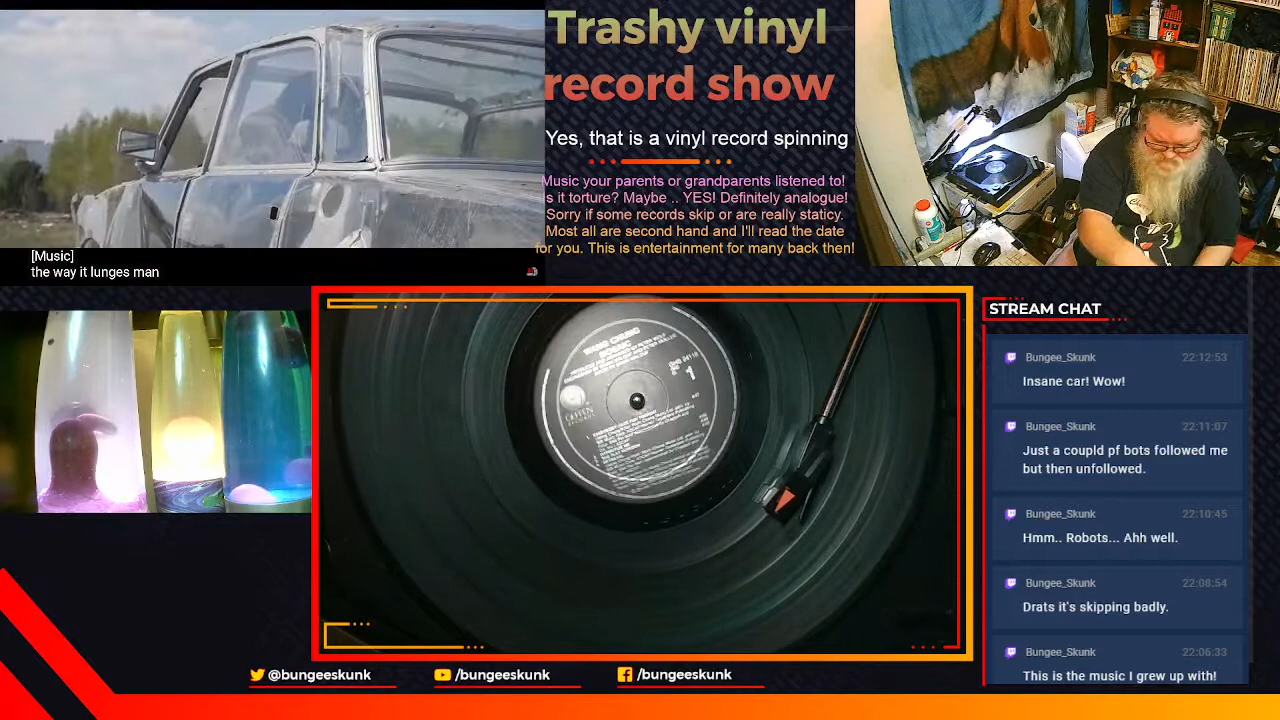 Trashy vinyl
record show
Yes, that is a vinyl record spinning
Music your parents or grandparents listened to!
s it torture? Maybe .. YES! Definitely analogue!
Sorry if some records skip or are really staticy.
Most all are second hand and I'll read the date
for you. This is entertainment for many back then!
[Music]
the way it lunges man
WANG CHUNG
MOSAIC
1
STREAM CHAT
Bungee_Skunk 22:12:53
Insane car! Wow!
Bungee_Skunk 22:11:07
Just a coupld pf bots followed me
but then unfollowed.
Bungee_Skunk 22:10:45
Hmm.. Robots... Ahh well.
Bungee_Skunk 22:08:54
Drats it's skipping badly.
Bungee_Skunk 22:06:33
This is the music I grew up with!
@bungeeskunk
/bungeeskunk
/bungeeskunk